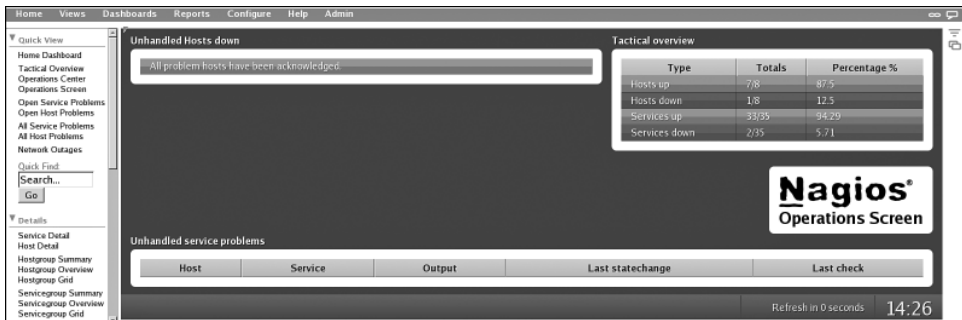 Home Views Dashboards Reports Configure Help Admin
Quick View
Home Dashboard
Tactical Overview
Operations Center
Operations Screen
Open Service Problems
Open Host Problems
All Service Problems
All Host Problems
Network Outages
Quick Find:
Search...
Go
Details
Service Detail
Host Detail
Hostgroup Summary
Hostgroup Overview
Hostgroup Grid
Servicegroup Summary
Servicegroup Overview
Servicegroup Grid
Unhandled Hosts down
All problem hosts have been acknowledged.
Tactical overview
Type Totals Percentage %
Hosts up 7/8 87.5
Hosts down 1/8 12.5
Services up 33/35 94.29
Services down 2/35 5.71
Nagios®
Operations Screen
Unhandled service problems
Host Service Output Last statechange Last check
Refresh in 0 seconds 14:26